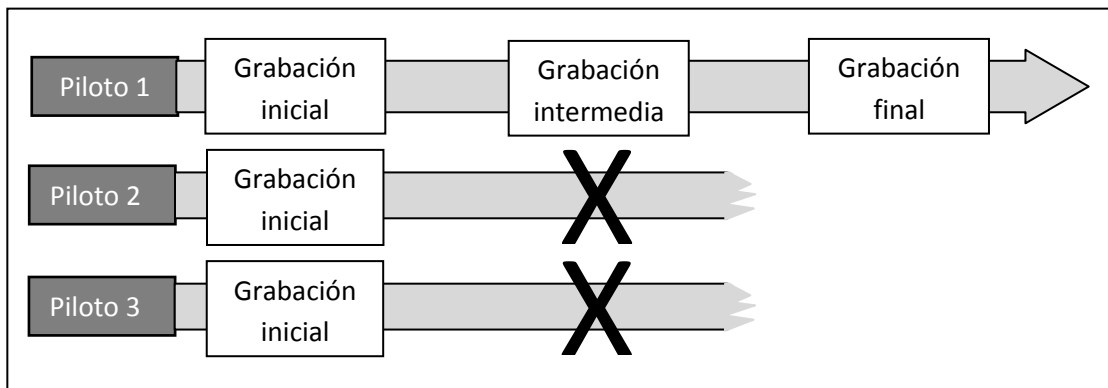 Piloto 1
Grabación
inicial
Grabación
intermedia
Grabación
final
Piloto 2
Grabación
inicial
Piloto 3
Grabación
inicial